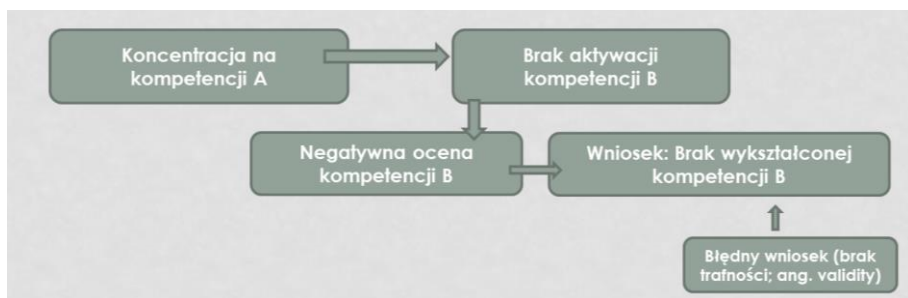 Koncentracja na
kompetencji A
Brak aktywacji
kompetencji B
Negatywna ocena
kompetencji B
Wniosek: Brak wykształconej
kompetencji B
Błędny wniosek (brak
trafności; ang. validity)